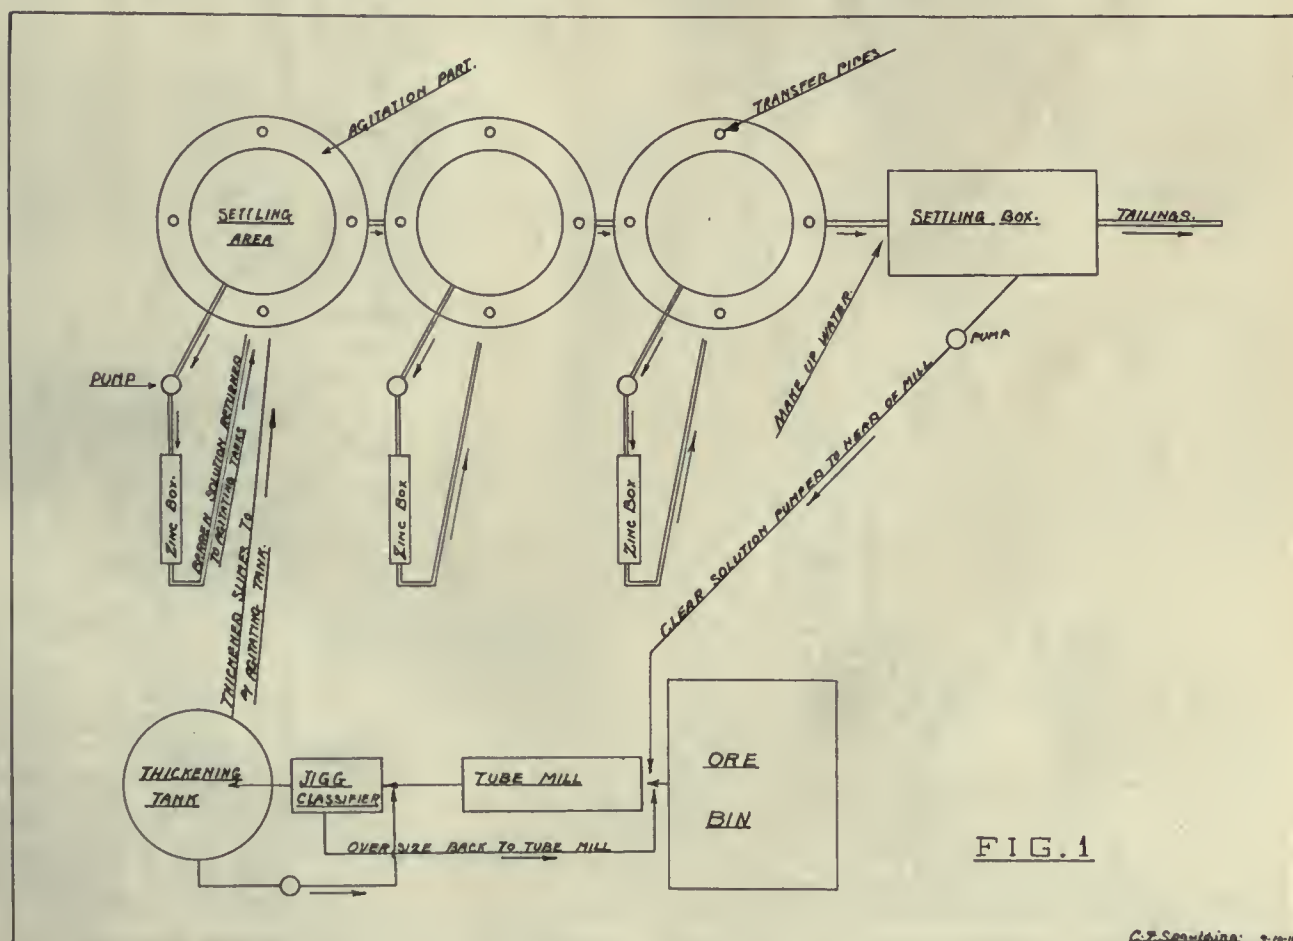 AGITATION PART.
TRANSFER PIPES
SETTLING
AREA
SETTLING BOX.
TAILINGS.
MAKE UP WATER.
PUMP
PUMP
ZINC BOX.
BARREN SOLUTION RETURNED
TO AGITATING TANKS
ZINC BOX
ZINC BOX
CLEAR SOLUTION PUMPED TO HEAD OF MILL
THICKENED SLIMES TO
AGITATING TANK.
THICKENING
TANK
JIGG
CLASSIFIER
TUBE MILL
ORE
BIN
OVERSIZE BACK TO TUBE MILL
FIG. 1
C.F. Spaulding.